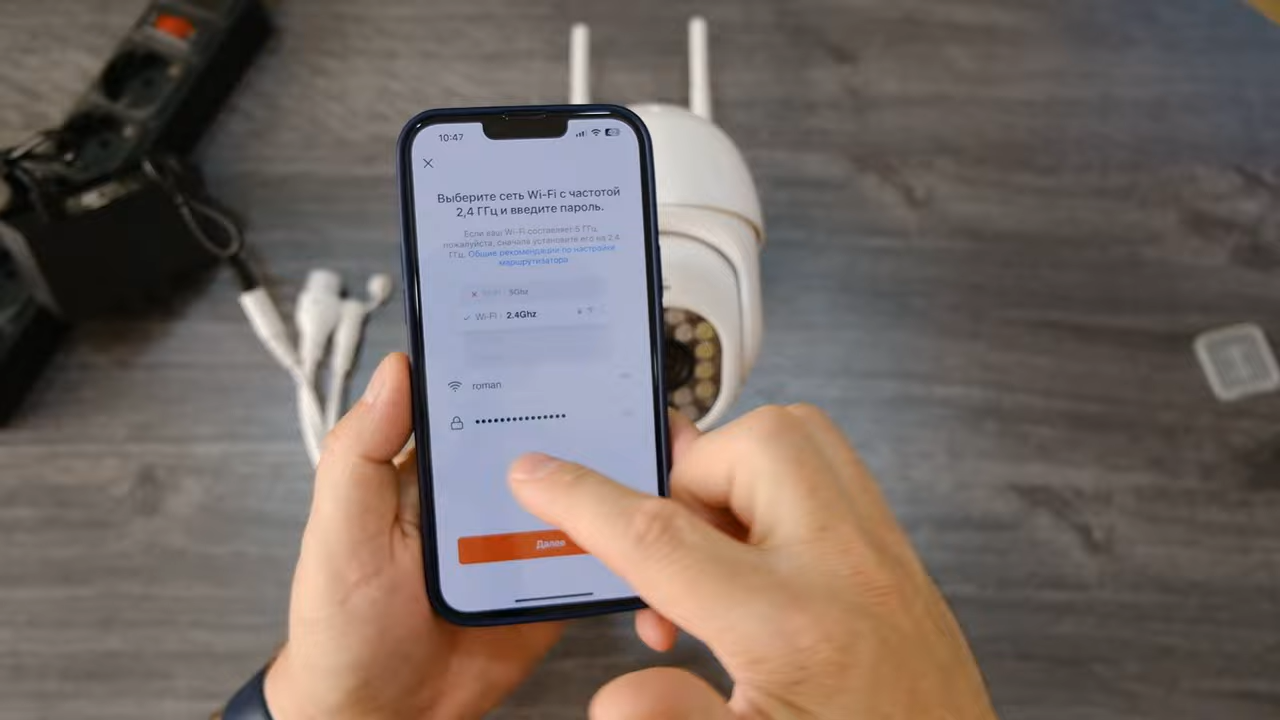 10:47
Выберите сеть Wi-Fi с частотой
2,4 ГГц и введите пароль.
Если ваш Wi-Fi составляет 5 ГГц,
пожалуйста, сначала установите его на 2.4
ГГц. Общие рекомендации по настройке
маршрутизатора
Wi-Fi - 5Ghz
Wi-Fi - 2.4Ghz
roman
••••••••••••••
Далее